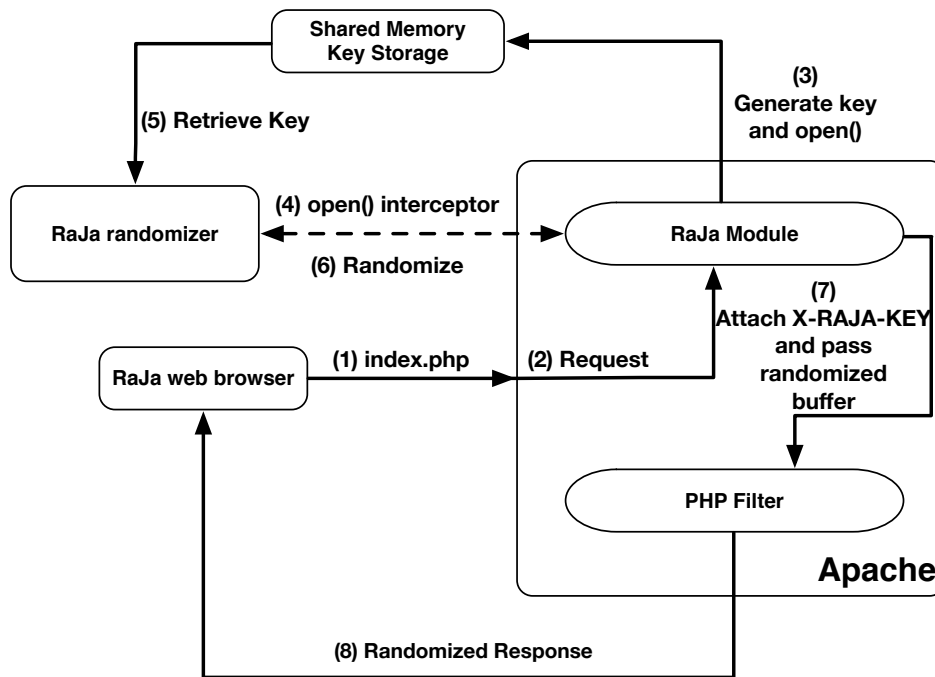 Shared Memory
Key Storage
(3)
Generate key
and open()
(5) Retrieve Key
(4) open() interceptor
RaJa randomizer
RaJa Module
(6) Randomize
(7)
Attach X-RAJA-KEY
and pass
randomized
buffer
(1) index.php
(2) Request
RaJa web browser
PHP Filter
Apache
(8) Randomized Response